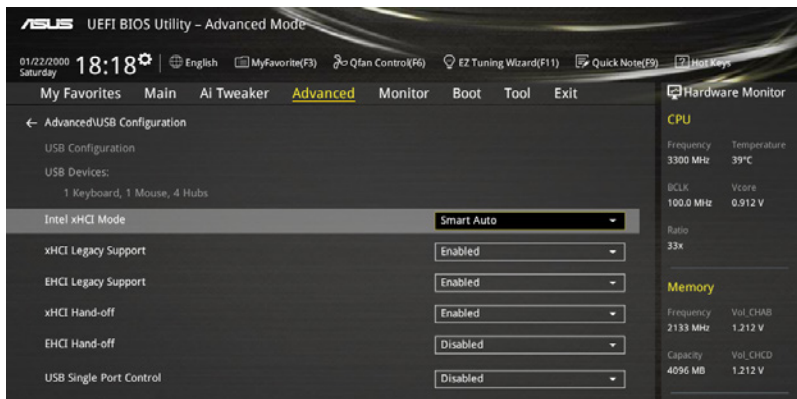 ASUS UEFI BIOS Utility – Advanced Mode
01/22/2000 Saturday 18:18 English MyFavorite(F3) Qfan Control(F6) EZ Tuning Wizard(F11) Quick Note(F9) ? Hot Keys
My Favorites Main Ai Tweaker Advanced Monitor Boot Tool Exit
← Advanced\USB Configuration
USB Configuration
USB Devices:
1 Keyboard, 1 Mouse, 4 Hubs
Intel xHCI Mode Smart Auto
xHCI Legacy Support Enabled
EHCI Legacy Support Enabled
xHCI Hand-off Enabled
EHCI Hand-off Disabled
USB Single Port Control Disabled
Hardware Monitor
CPU
Frequency Temperature
3300 MHz 39°C
BCLK Vcore
100.0 MHz 0.912 V
Ratio
33x
Memory
Frequency Vol_CHAB
2133 MHz 1.212 V
Capacity Vol_CHCD
4096 MB 1.212 V